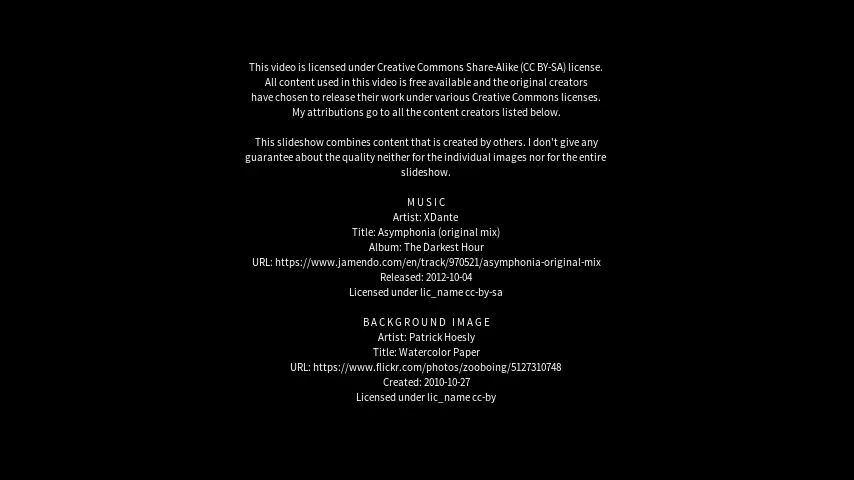 This video is licensed under Creative Commons Share-Alike (CC BY-SA) license.
All content used in this video is free available and the original creators
have chosen to release their work under various Creative Commons licenses.
My attributions go to all the content creators listed below.
This slideshow combines content that is created by others. I don't give any
guarantee about the quality neither for the individual images nor for the entire
slideshow.
MUSIC
Artist: XDante
Title: Asymphonia (original mix)
Album: The Darkest Hour
URL: https://www.jamendo.com/en/track/970521/asymphonia-original-mix
Released: 2012-10-04
Licensed under lic_name cc-by-sa
BACKGROUND IMAGE
Artist: Patrick Hoesly
Title: Watercolor Paper
URL: https://www.flickr.com/photos/zooboing/5127310748
Created: 2010-10-27
Licensed under lic_name cc-by